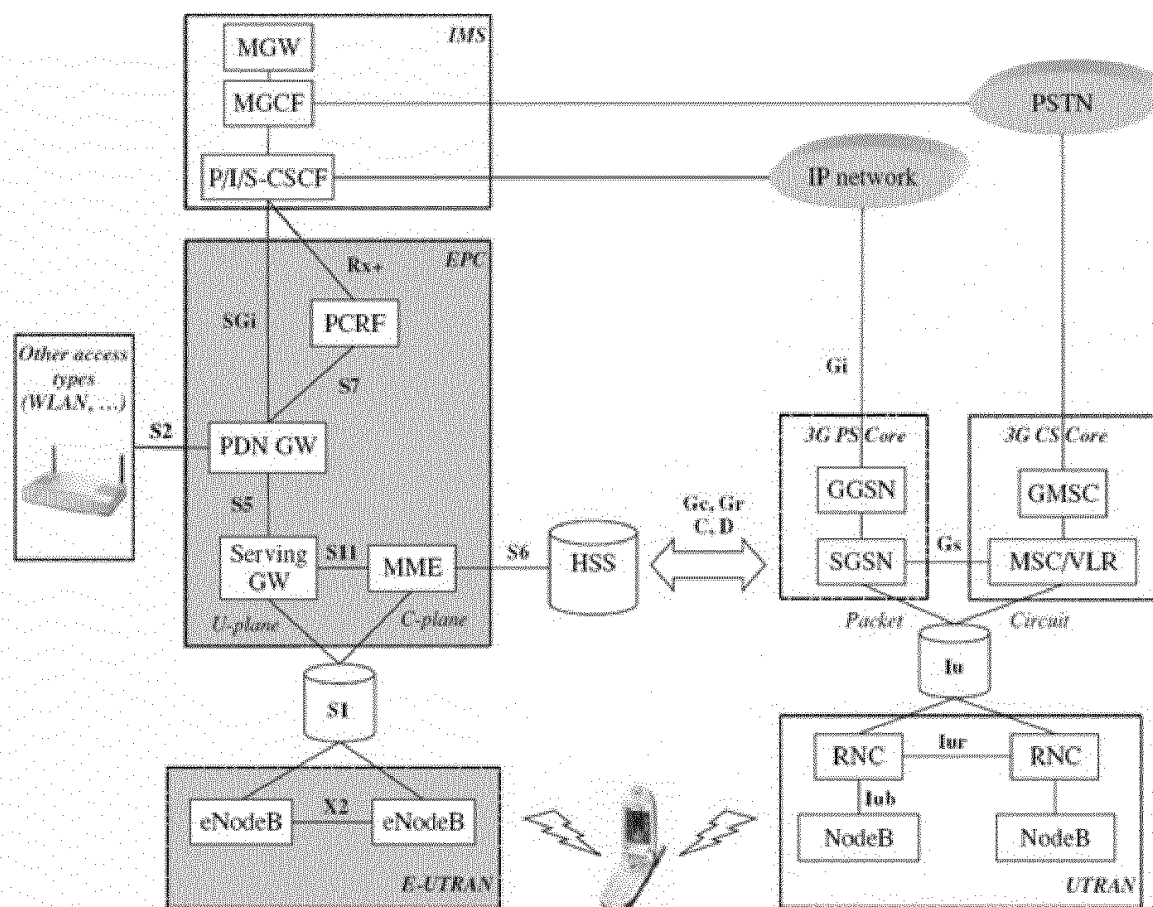 IMS
MGW
MGCF
PSTN
P/I/S-CSCF
IP network
EPC
Rx+
SGi
PCRF
Other access
types
(WLAN, …)
Gi
S7
S2
PDN GW
3G PS Core
3G CS Core
S5
GGSN
GMSC
Gc, Gr
C, D
Serving
GW
S11
MME
S6
HSS
SGSN
Gs
MSC/VLR
U-plane
C-plane
Packet
Circuit
S1
Iu
RNC
Iur
RNC
eNodeB
X2
eNodeB
Iub
NodeB
NodeB
E-UTRAN
UTRAN